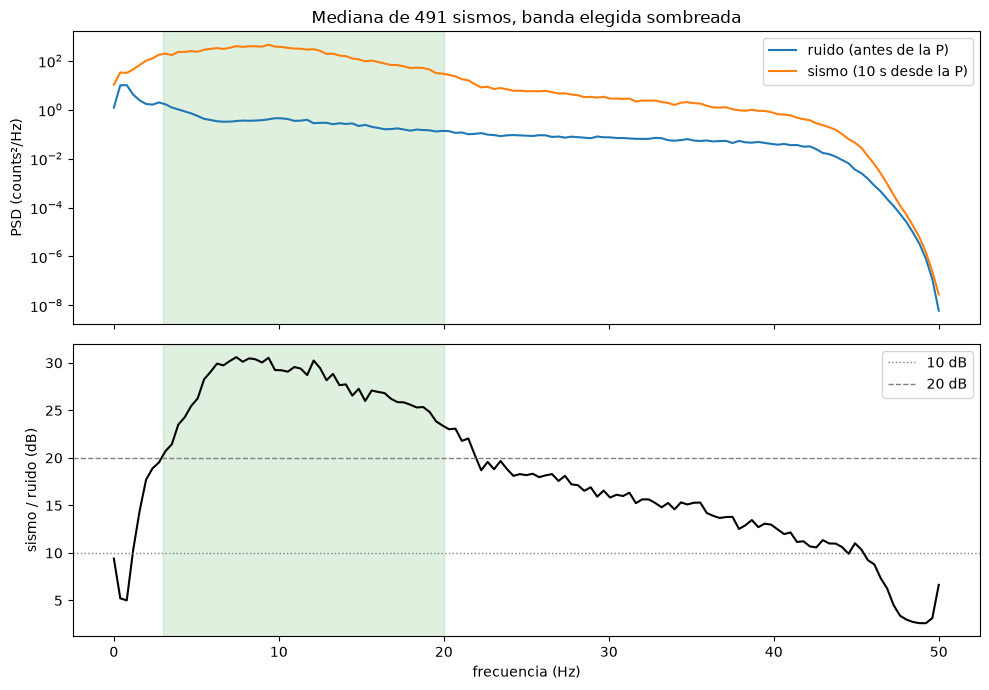 Mediana de 491 sismos, banda elegida sombreada
ruido (antes de la P)
sismo (10 s desde la P)
PSD (counts²/Hz)
10²
10⁰
10⁻²
10⁻⁴
10⁻⁶
10⁻⁸
10 dB
20 dB
sismo / ruido (dB)
30
25
20
15
10
5
0 10 20 30 40 50
frecuencia (Hz)